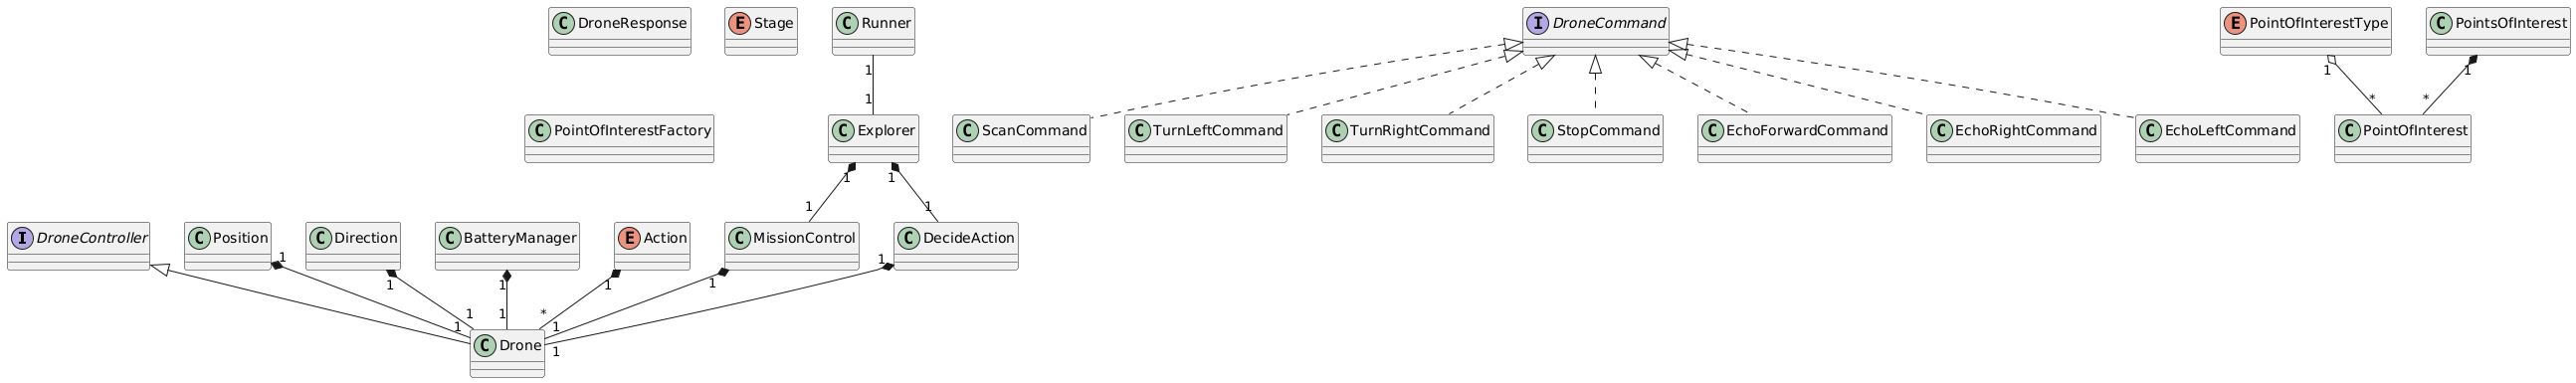 C DroneResponse
E Stage
C Runner
I DroneCommand
E PointOfInterestType
C PointsOfInterest
1
1
1
1
*
*
C PointOfInterestFactory
C Explorer
C ScanCommand
C TurnLeftCommand
C TurnRightCommand
C StopCommand
C EchoForwardCommand
C EchoRightCommand
C EchoLeftCommand
C PointOfInterest
1
1
1
1
I DroneController
C Position
C Direction
C BatteryManager
E Action
C MissionControl
C DecideAction
1
1
1
1
1
1
1
1
1
*
1
1
C Drone